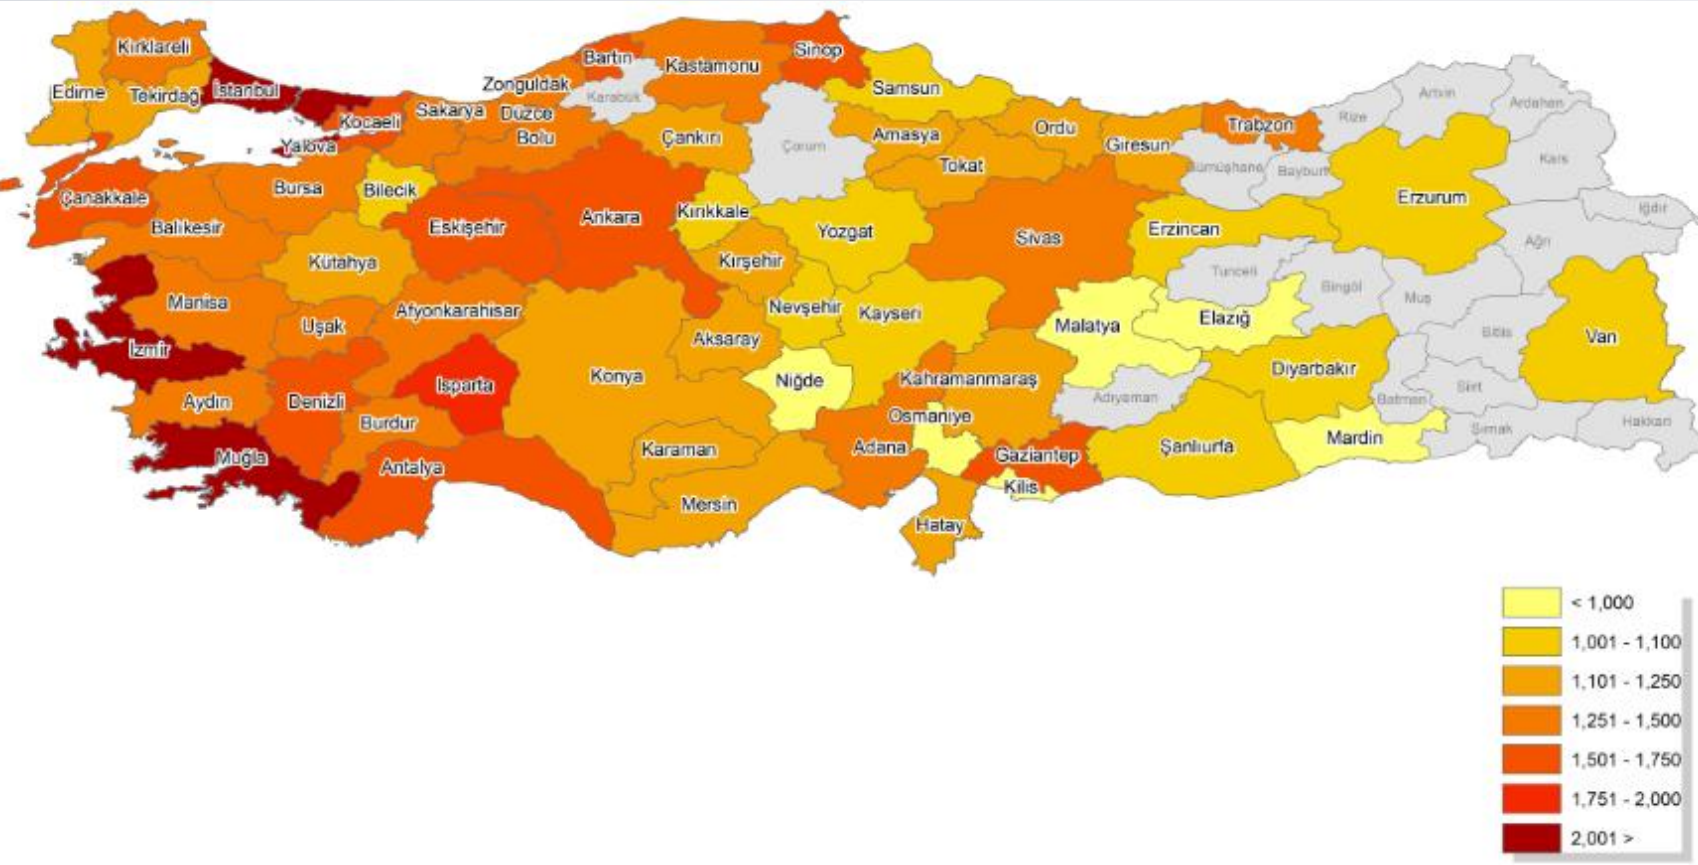 Kırklareli
Edirne
Tekirdağ
İstanbul
Kocaeli
Yalova
Sakarya
Zonguldak
Düzce
Bolu
Bartın
Karabük
Kastamonu
Sinop
Samsun
Çankırı
Çorum
Amasya
Tokat
Ordu
Giresun
Trabzon
Gümüşhane
Bayburt
Rize
Artvin
Ardahan
Kars
Iğdır
Ağrı
Erzurum
Erzincan
Çanakkale
Balıkesir
Bursa
Bilecik
Eskişehir
Ankara
Kırıkkale
Kırşehir
Yozgat
Sivas
Kütahya
Manisa
Uşak
Afyonkarahisar
İzmir
Aydın
Denizli
Isparta
Burdur
Muğla
Antalya
Konya
Aksaray
Nevşehir
Kayseri
Niğde
Karaman
Mersin
Adana
Kahramanmaraş
Osmaniye
Gaziantep
Kilis
Hatay
Malatya
Elazığ
Tunceli
Bingöl
Muş
Bitlis
Van
Adıyaman
Diyarbakır
Şanlıurfa
Mardin
Batman
Siirt
Şırnak
Hakkari
< 1,000
1,001 - 1,100
1,101 - 1,250
1,251 - 1,500
1,501 - 1,750
1,751 - 2,000
2,001 >